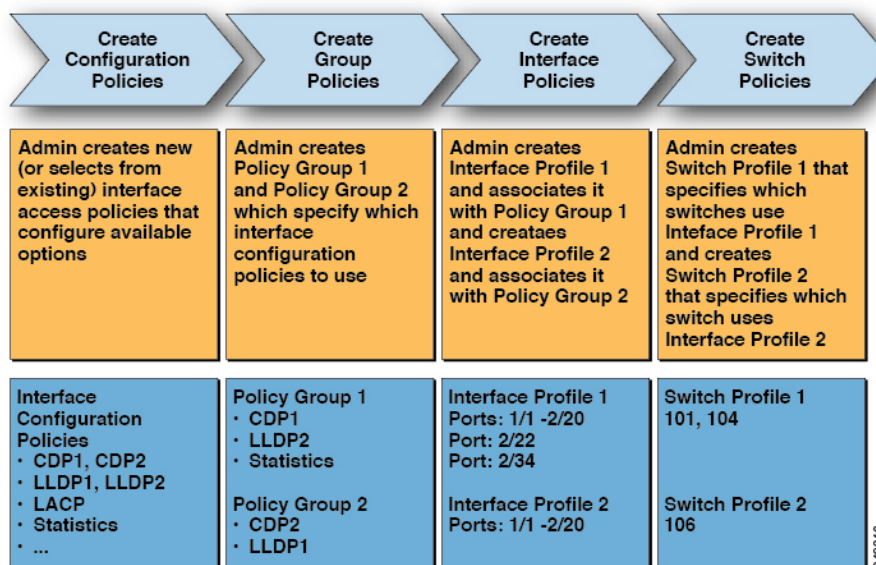 Create
Configuration
Policies
Create
Group
Policies
Create
Interface
Policies
Create
Switch
Policies
Admin creates new
(or selects from
existing) interface
access policies that
configure available
options
Admin creates
Policy Group 1
and Policy Group 2
which specify which
interface
configuration
policies to use
Admin creates
Interface Profile 1
and associates it
with Policy Group 1
and creataes
Interface Profile 2
and associates it
with Policy Group 2
Admin creates
Switch Profile 1 that
specifies which
switches use
Inteface Profile 1
and creates
Switch Profile 2
that specifies which
switch uses
Interface Profile 2
Interface
Configuration
Policies
· CDP1, CDP2
· LLDP1, LLDP2
· LACP
· Statistics
· ...
Policy Group 1
· CDP1
· LLDP2
· Statistics
Policy Group 2
· CDP2
· LLDP1
Interface Profile 1
Ports: 1/1 -2/20
Port: 2/22
Port: 2/34
Interface Profile 2
Ports: 1/1 -2/20
Switch Profile 1
101, 104
Switch Profile 2
106